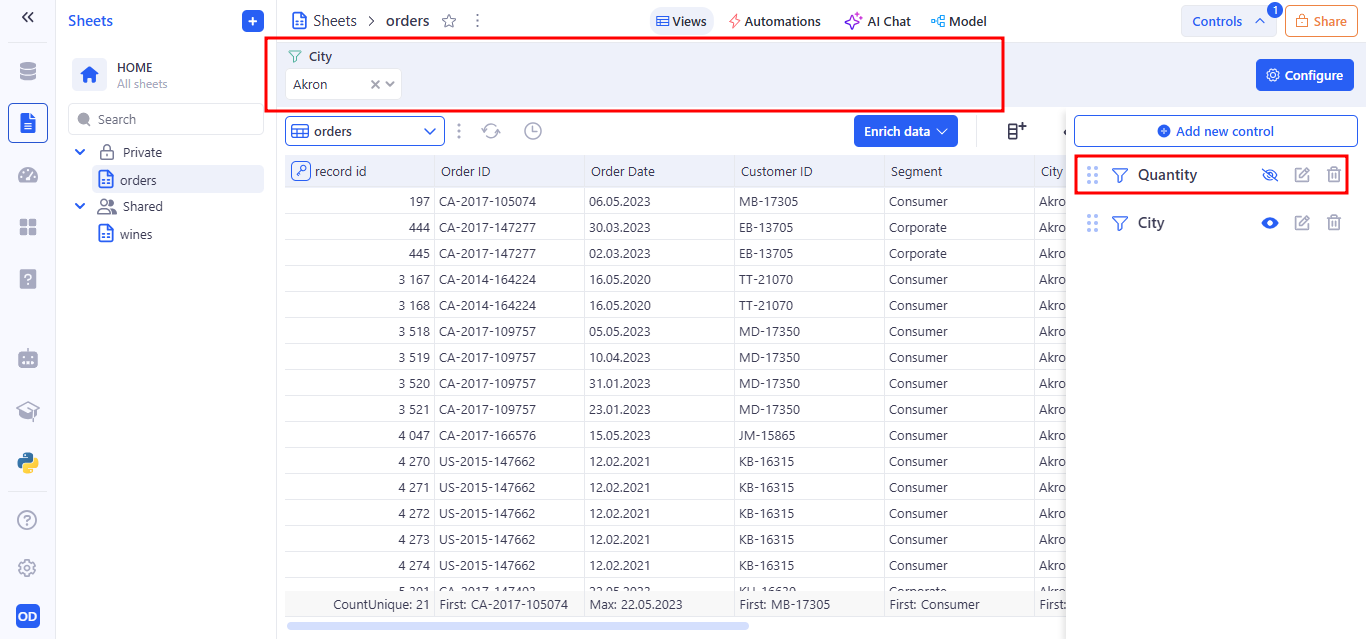 Sheets
HOME
All sheets
Search
Private
orders
Shared
wines
OD
Sheets > orders
Views
Automations
AI Chat
Model
Controls
1
Share
City
Akron
Configure
orders
Enrich data
Add new control
Quantity
City
record id Order ID Order Date Customer ID Segment City
197 CA-2017-105074 06.05.2023 MB-17305 Consumer Akro
444 CA-2017-147277 30.03.2023 EB-13705 Corporate Akro
445 CA-2017-147277 02.03.2023 EB-13705 Corporate Akro
3 167 CA-2014-164224 16.05.2020 TT-21070 Consumer Akro
3 168 CA-2014-164224 16.05.2020 TT-21070 Consumer Akro
3 518 CA-2017-109757 05.05.2023 MD-17350 Consumer Akro
3 519 CA-2017-109757 10.04.2023 MD-17350 Consumer Akro
3 520 CA-2017-109757 31.01.2023 MD-17350 Consumer Akro
3 521 CA-2017-109757 23.01.2023 MD-17350 Consumer Akro
4 047 CA-2017-166576 15.05.2023 JM-15865 Consumer Akro
4 270 US-2015-147662 12.02.2021 KB-16315 Consumer Akro
4 271 US-2015-147662 12.02.2021 KB-16315 Consumer Akro
4 272 US-2015-147662 12.02.2021 KB-16315 Consumer Akro
4 273 US-2015-147662 12.02.2021 KB-16315 Consumer Akro
4 274 US-2015-147662 12.02.2021 KB-16315 Consumer Akro
CountUnique: 21 First: CA-2017-105074 Max: 22.05.2023 First: MB-17305 First: Consumer First: